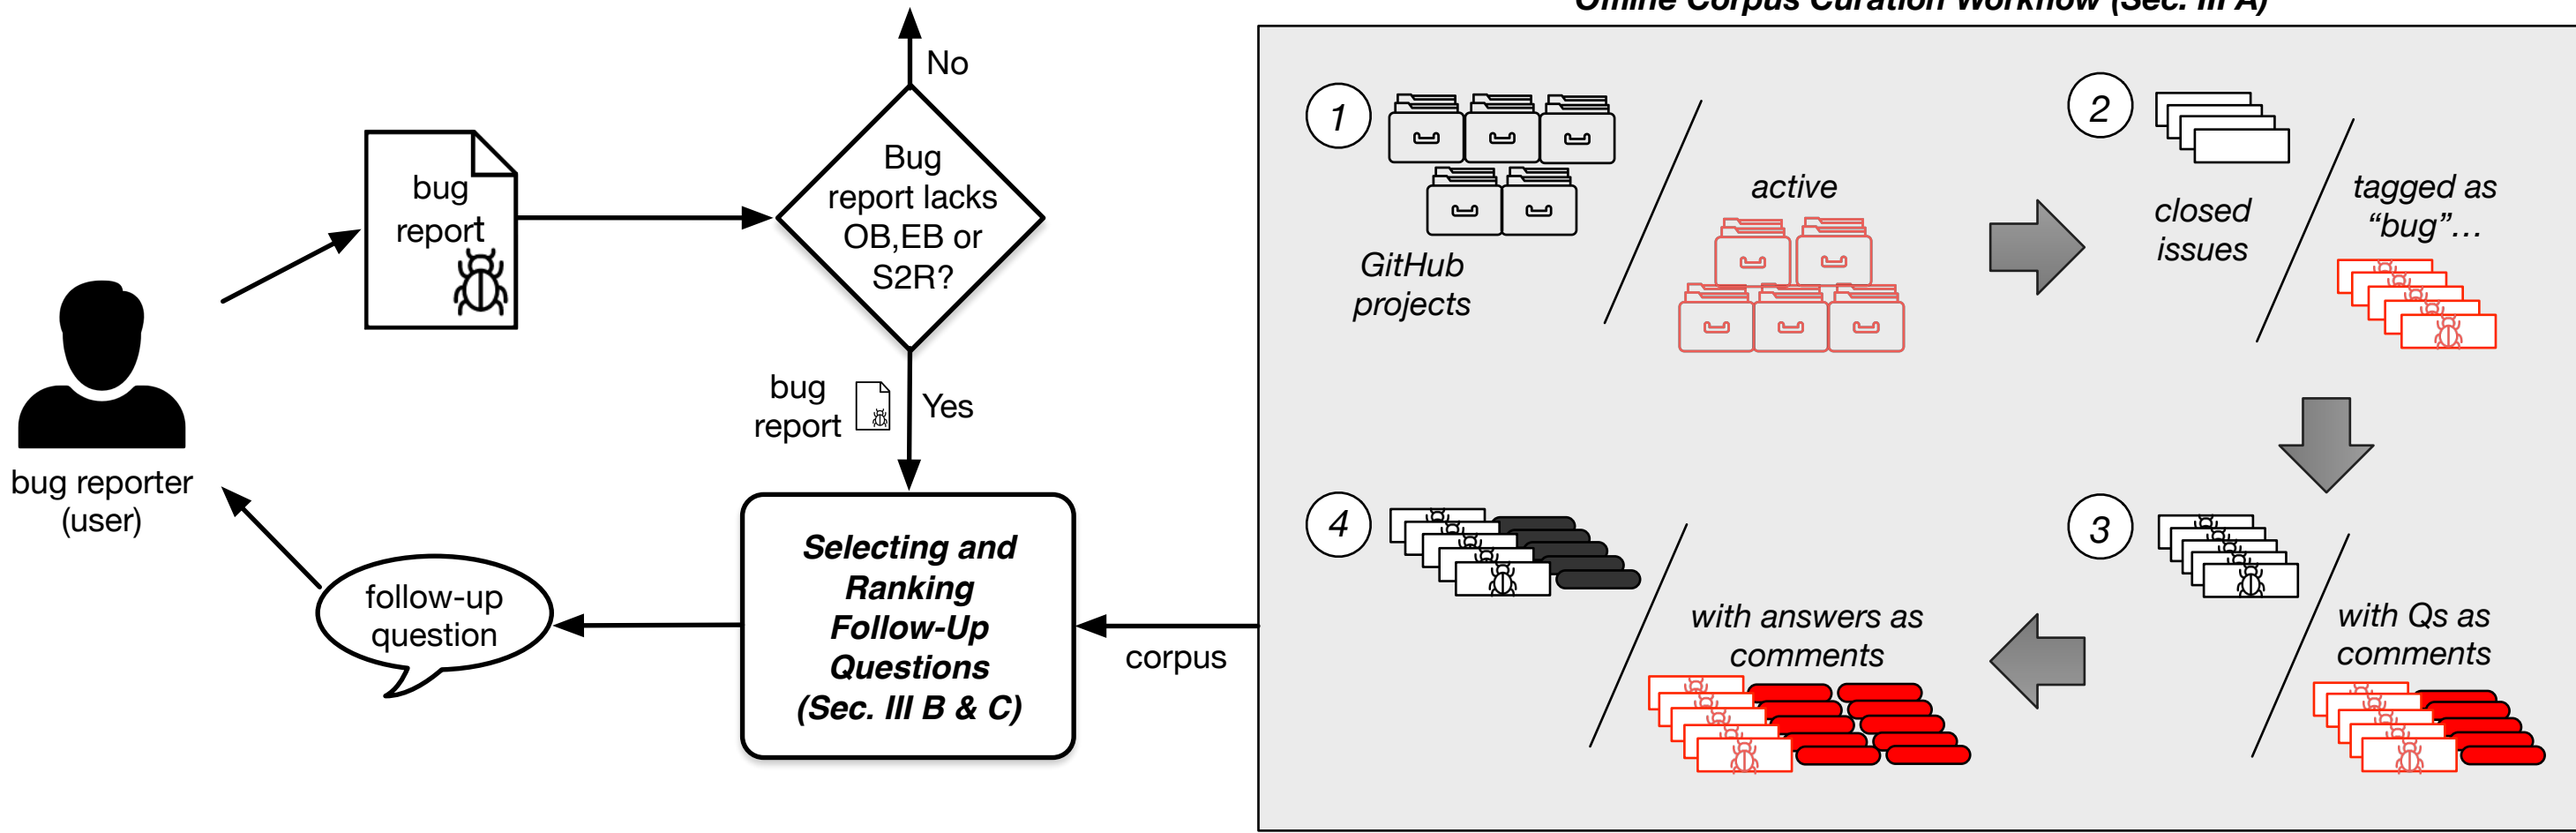 Offline Corpus Curation Workflow (Sec. III A)
No
Bug
report lacks
OB,EB or
S2R?
bug
report
bug reporter
(user)
bug
report
Yes
Selecting and
Ranking
Follow-Up
Questions
(Sec. III B & C)
follow-up
question
corpus
1
GitHub
projects
active
2
closed
issues
tagged as
“bug”…
3
with Qs as
comments
4
with answers as
comments